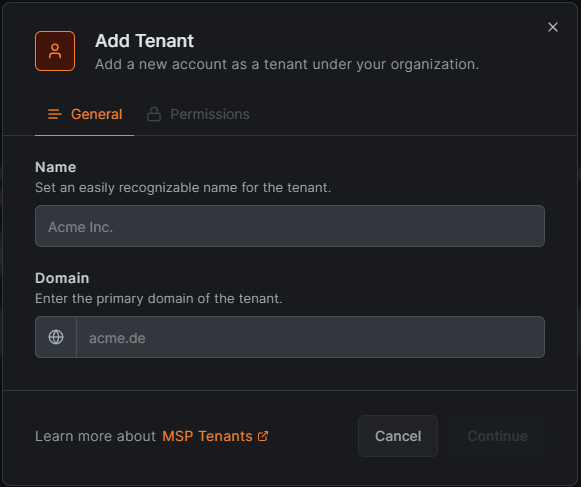 Add Tenant
Add a new account as a tenant under your organization.
General
Permissions
Name
Set an easily recognizable name for the tenant.
Acme Inc.
Domain
Enter the primary domain of the tenant.
acme.de
Learn more about MSP Tenants
Cancel
Continue